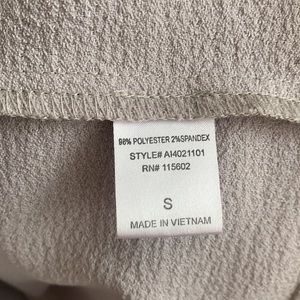 98% POLYESTER 2%SPANDEX
STYLE# AI4021101
RN# 115602
S
MADE IN VIETNAM